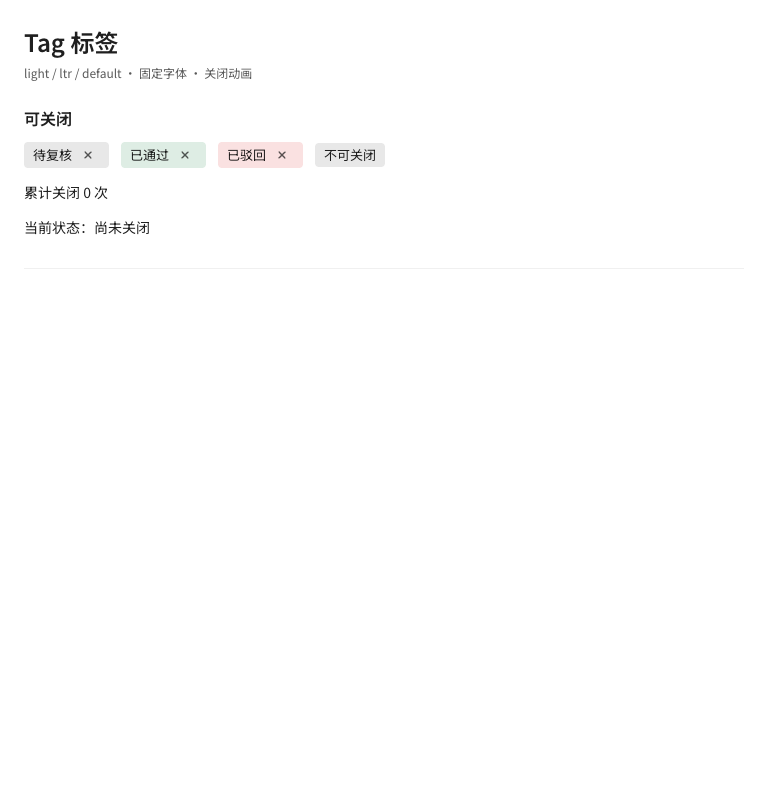 Tag 标签
light / ltr / default · 固定字体 · 关闭动画
可关闭
待复核 × 已通过 × 已驳回 × 不可关闭
累计关闭 0 次
当前状态：尚未关闭